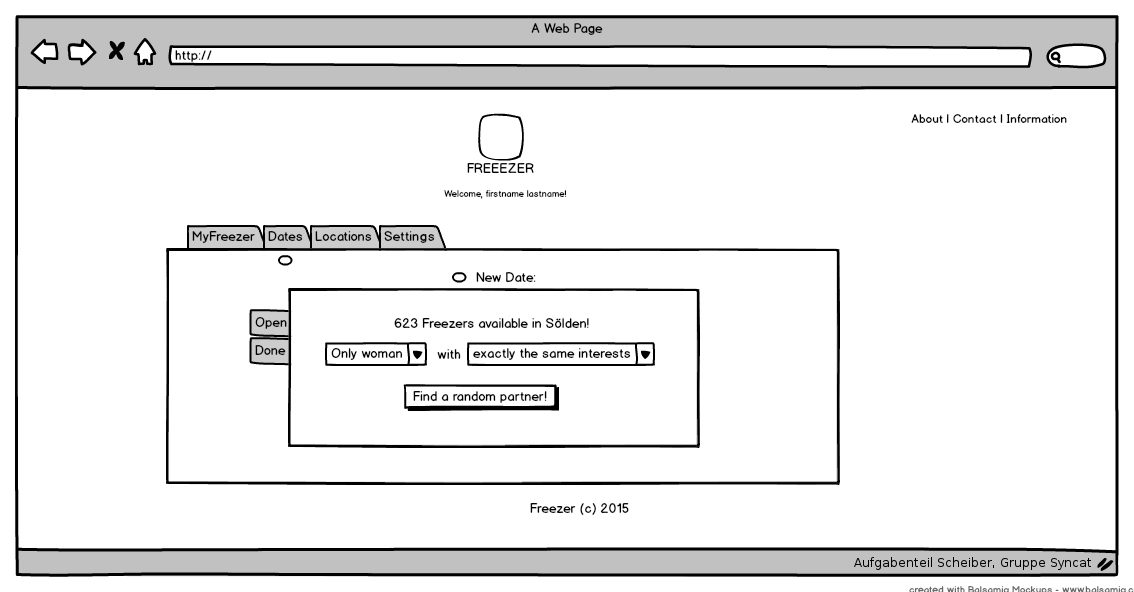 A Web Page
http://
About | Contact | Information
FREEEZER
Welcome, firstname lastname!
MyFreezer Dates Locations Settings
New Date:
623 Freezers available in Sölden!
Open
Only woman with exactly the same interests
Done
Find a random partner!
Freezer (c) 2015
Aufgabenteil Scheiber, Gruppe Syncat
created with Balsamiq Mockups - www.balsamiq.c